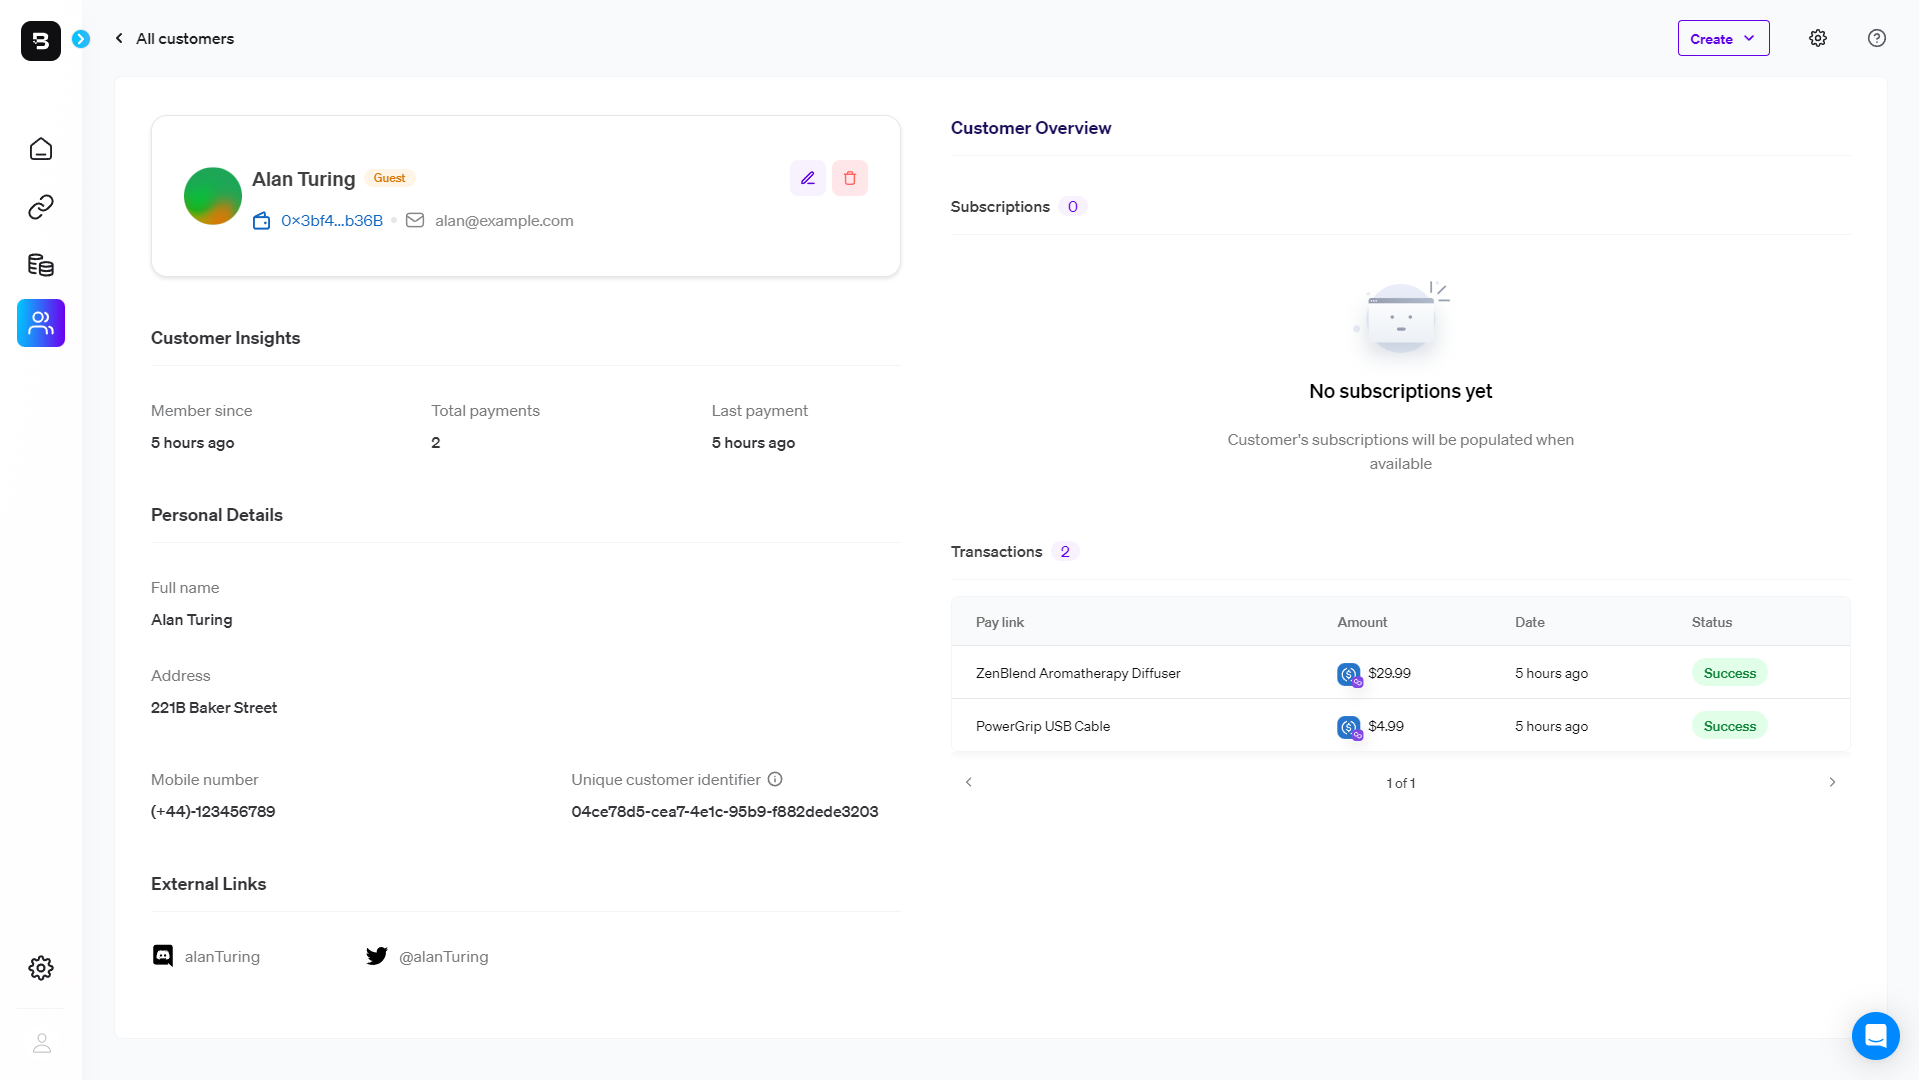 B
All customers
Create
Alan Turing
Guest
0x3bf4...b36B
alan@example.com
Customer Insights
Member since
Total payments
Last payment
5 hours ago
2
5 hours ago
Personal Details
Full name
Alan Turing
Address
221B Baker Street
Mobile number
Unique customer identifier
(+44)-123456789
04ce78d5-cea7-4e1c-95b9-f882dede3203
External Links
alanTuring
@alanTuring
Customer Overview
Subscriptions 0
No subscriptions yet
Customer's subscriptions will be populated when
available
Transactions 2
Pay link Amount Date Status
ZenBlend Aromatherapy Diffuser $29.99 5 hours ago Success
PowerGrip USB Cable $4.99 5 hours ago Success
1 of 1